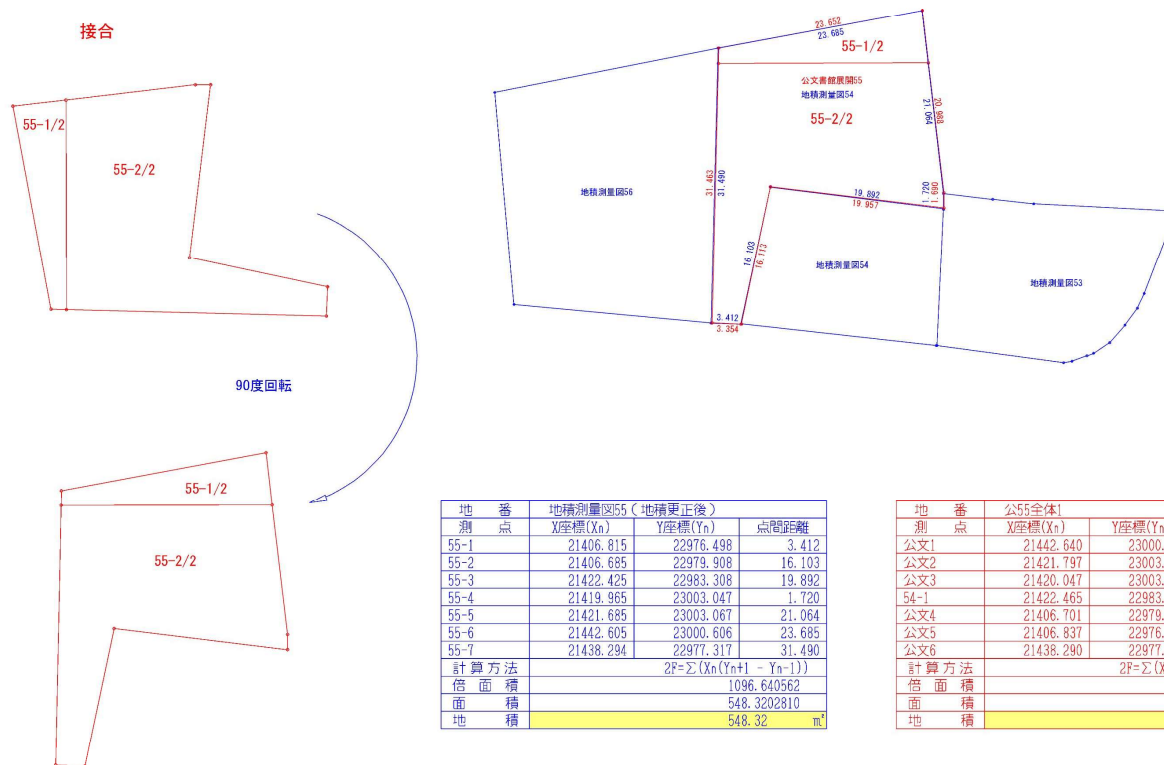 接合
55-1/2
55-2/2
90度回転
55-1/2
55-2/2
23.652
23.685
55-1/2
公文書館展開55
地積測量図54
55-2/2
20.988
21.064
31.463
31.490
地積測量図56
19.892
19.957
1.720
1.690
16.103
16.113
地積測量図54
地積測量図53
3.412
3.354
地番 地積測量図55(地積更正後)
測点 X座標(Xn) Y座標(Yn) 点間距離
55-1 21406.815 22976.498 3.412
55-2 21406.685 22979.908 16.103
55-3 21422.425 22983.308 19.892
55-4 21419.965 23003.047 1.720
55-5 21421.685 23003.067 21.064
55-6 21442.605 23000.606 23.685
55-7 21438.294 22977.317 31.490
計算方法 2F=∑(Xn(Yn+1 - Yn-1))
倍面積 1096.640562
面積 548.3202810
地積 548.32 ㎡
地番 公55全体1
測点 X座標(Xn) Y座標(Yn
公文1 21442.640 23000.
公文2 21421.797 23003.
公文3 21420.047 23003.
54-1 21422.465 22983.
公文4 21406.701 22979.
公文5 21406.837 22976.
公文6 21438.290 22977.
計算方法 2F=∑(X
倍面積
面積
地積